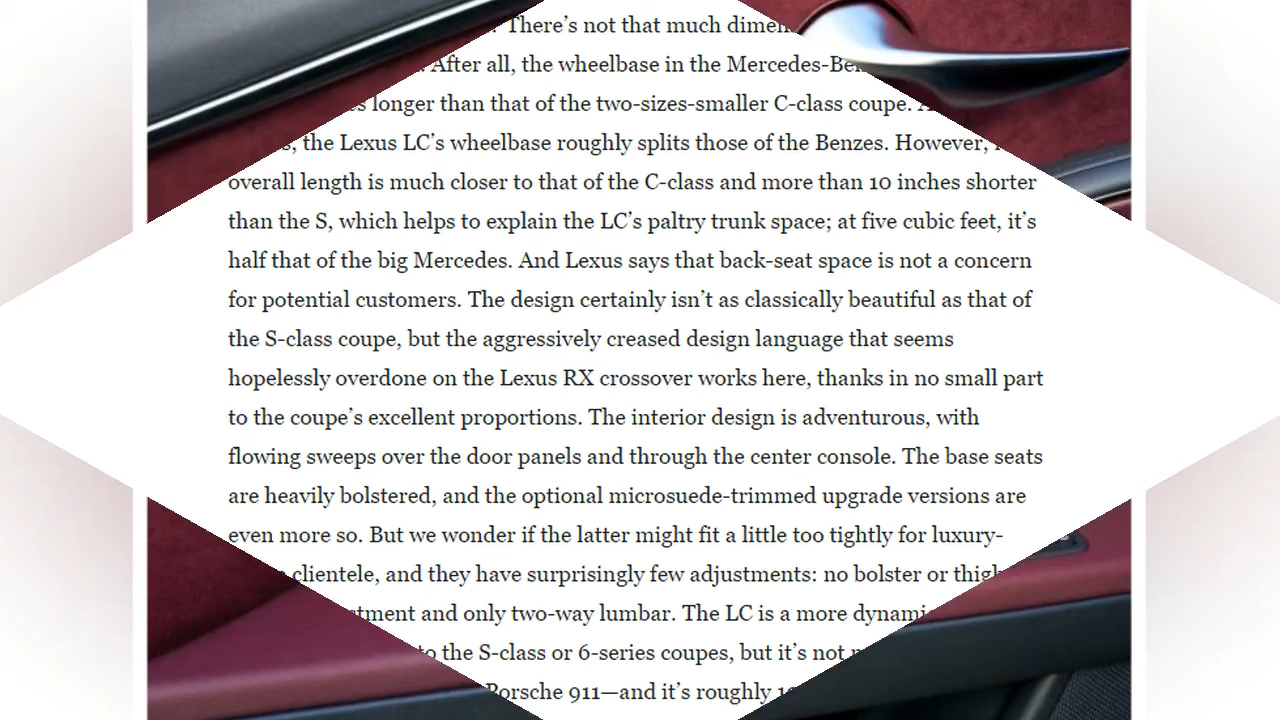 There’s not that much
After all, the wheelbase in the
longer than that of the two-sizes-smaller C-class coupe.
the Lexus LC’s wheelbase roughly splits those of the Benzes. However,
overall length is much closer to that of the C-class and more than 10 inches shorter
than the S, which helps to explain the LC’s paltry trunk space; at five cubic feet, it’s
half that of the big Mercedes. And Lexus says that back-seat space is not a concern
for potential customers. The design certainly isn’t as classically beautiful as that of
the S-class coupe, but the aggressively creased design language that seems
hopelessly overdone on the Lexus RX crossover works here, thanks in no small part
to the coupe’s excellent proportions. The interior design is adventurous, with
flowing sweeps over the door panels and through the center console. The base seats
are heavily bolstered, and the optional microsuede-trimmed upgrade versions are
even more so. But we wonder if the latter might fit a little too tightly for luxury-
clientele, and they have surprisingly few adjustments: no bolster or
and only two-way lumbar. The LC is a more
the S-class or 6-series coupes, but it’s not
Porsche 911—and it’s roughly